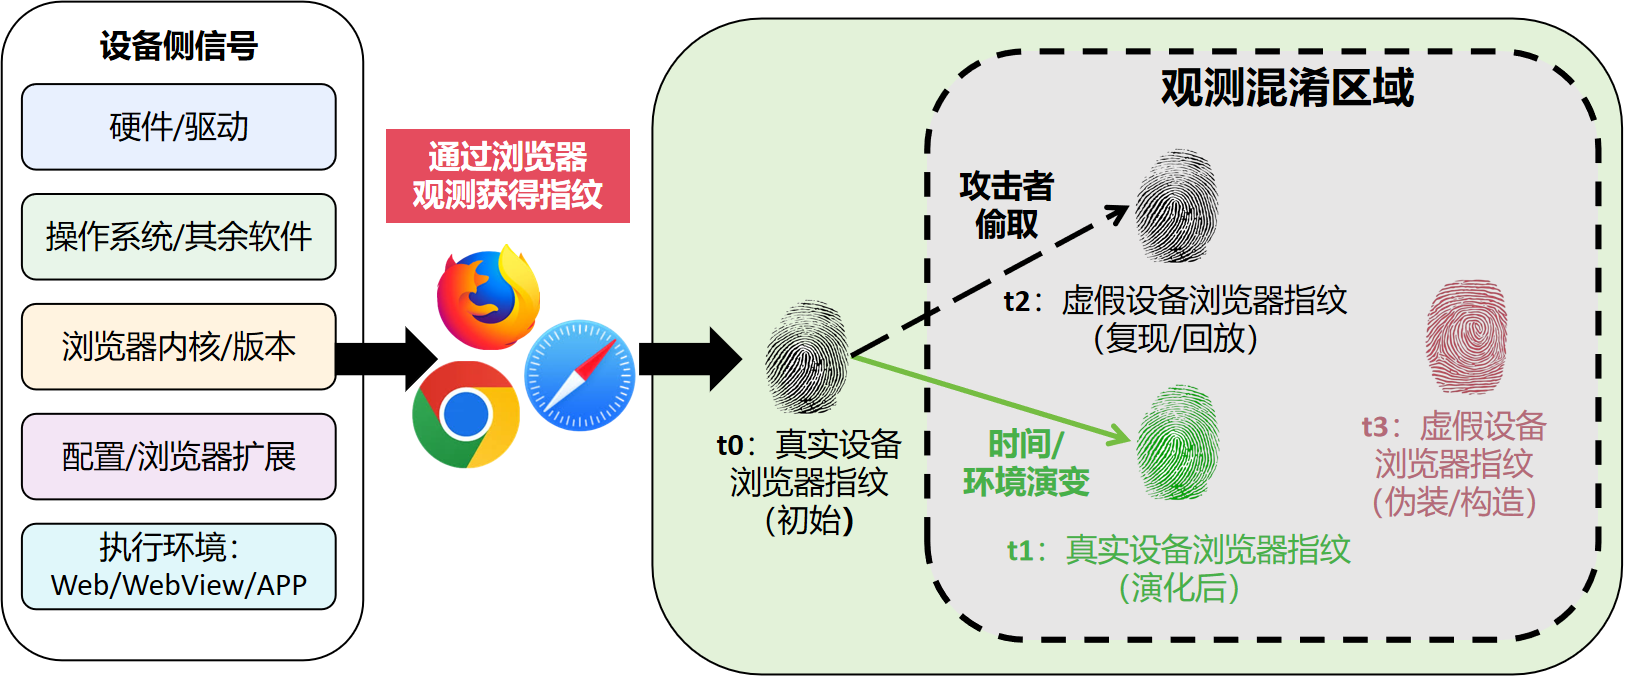 设备侧信号
硬件/驱动
操作系统/其余软件
浏览器内核/版本
配置/浏览器扩展
执行环境：
Web/WebView/APP
通过浏览器
观测获得指纹
t0：真实设备
浏览器指纹
（初始）
观测混淆区域
攻击者
偷取
t2：虚假设备浏览器指纹
（复现/回放）
时间/
环境演变
t1：真实设备浏览器指纹
（演化后）
t3：虚假设备
浏览器指纹
（伪装/构造）